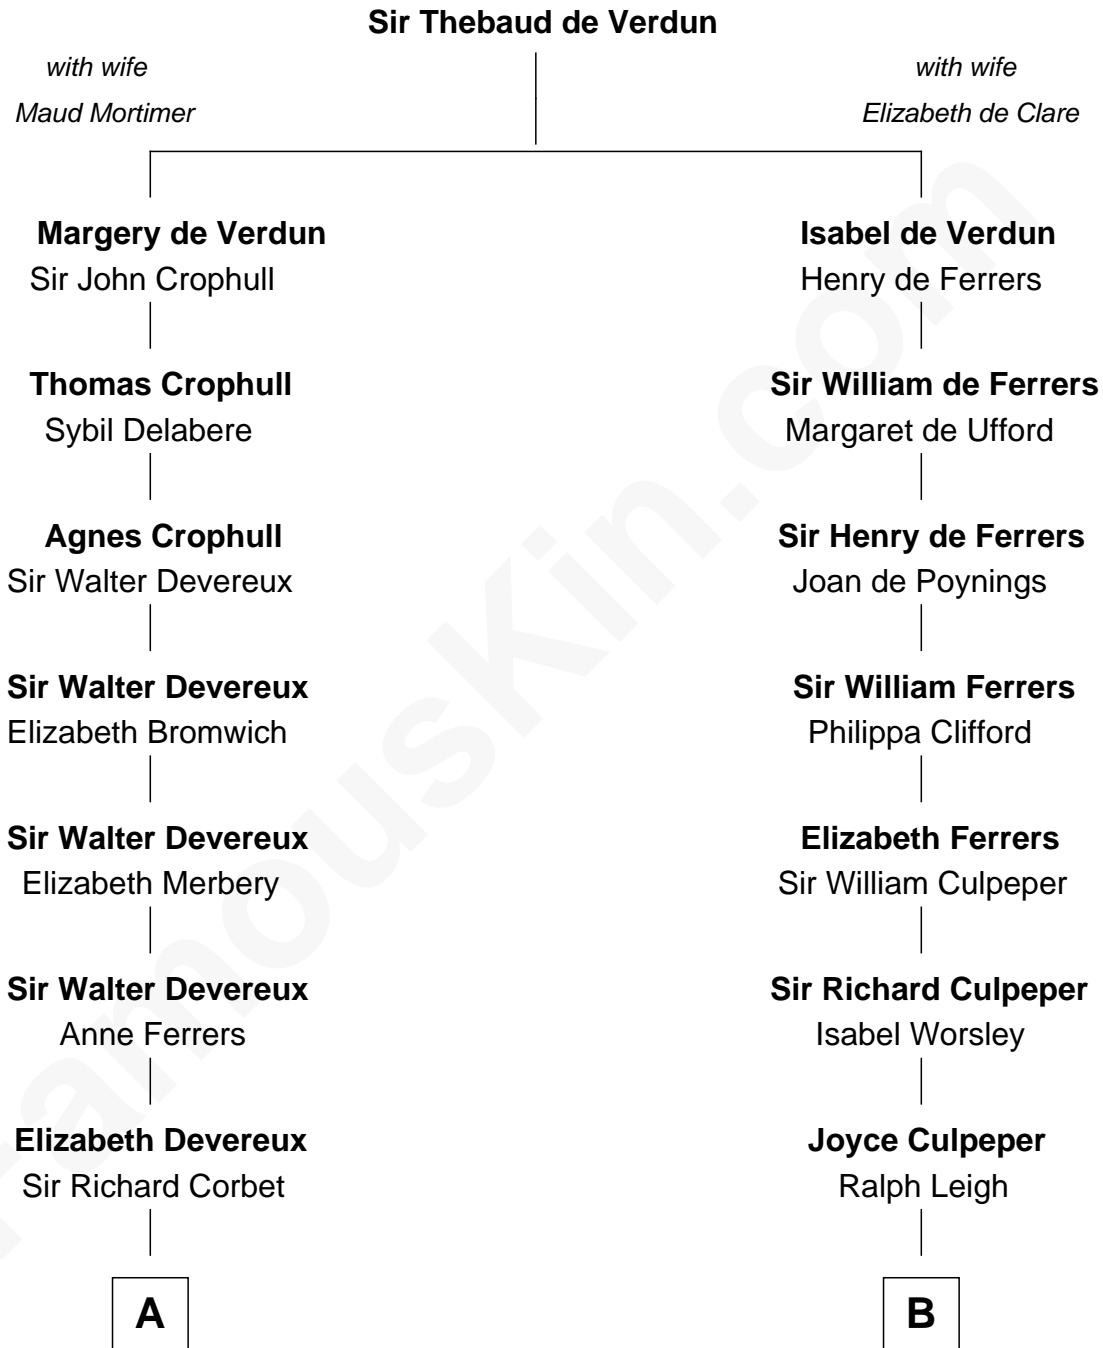 Sir Thebaud de Verdun
with wife
Maud Mortimer
with wife
Elizabeth de Clare
Margery de Verdun
Sir John Crophull
Isabel de Verdun
Henry de Ferrers
Thomas Crophull
Sybil Delabere
Sir William de Ferrers
Margaret de Ufford
Agnes Crophull
Sir Walter Devereux
Sir Henry de Ferrers
Joan de Poynings
Sir Walter Devereux
Elizabeth Bromwich
Sir William Ferrers
Philippa Clifford
Sir Walter Devereux
Elizabeth Merbery
Elizabeth Ferrers
Sir William Culpeper
Sir Walter Devereux
Anne Ferrers
Sir Richard Culpeper
Isabel Worsley
Elizabeth Devereux
Sir Richard Corbet
Joyce Culpeper
Ralph Leigh
A
B
FamousKin.com